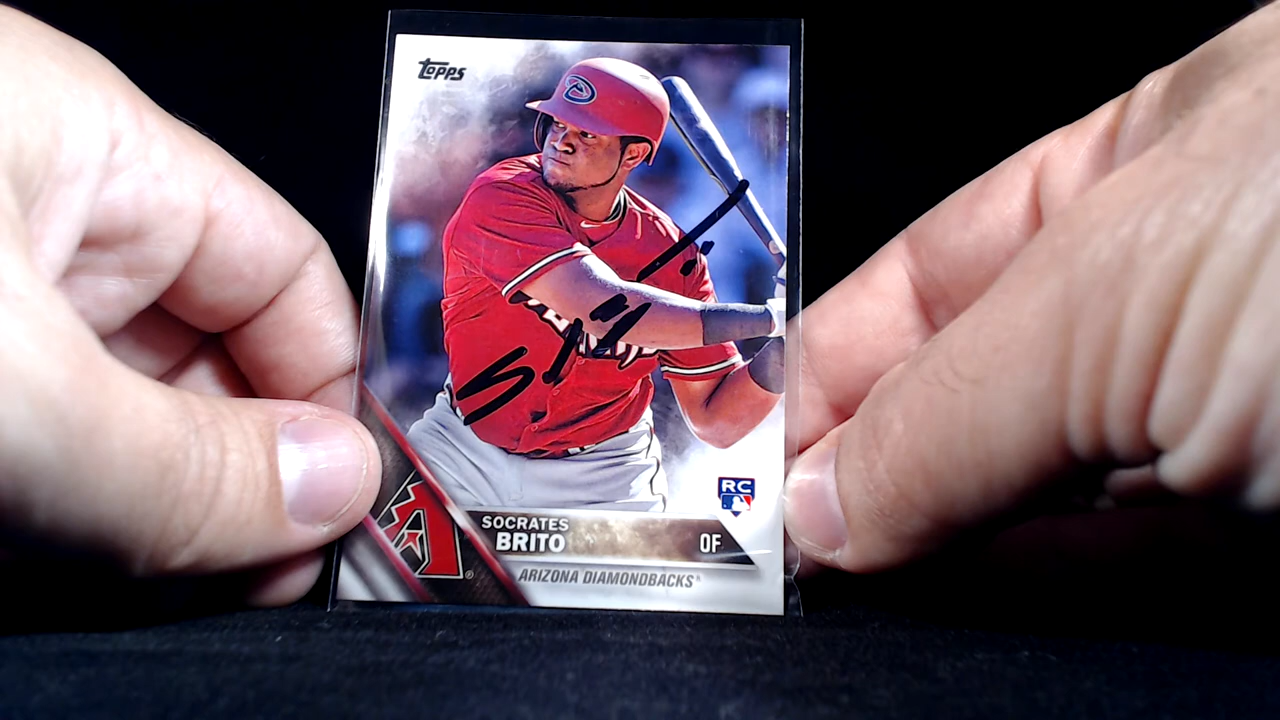 Topps
RC
SOCRATES
BRITO
OF
ARIZONA DIAMONDBACKS